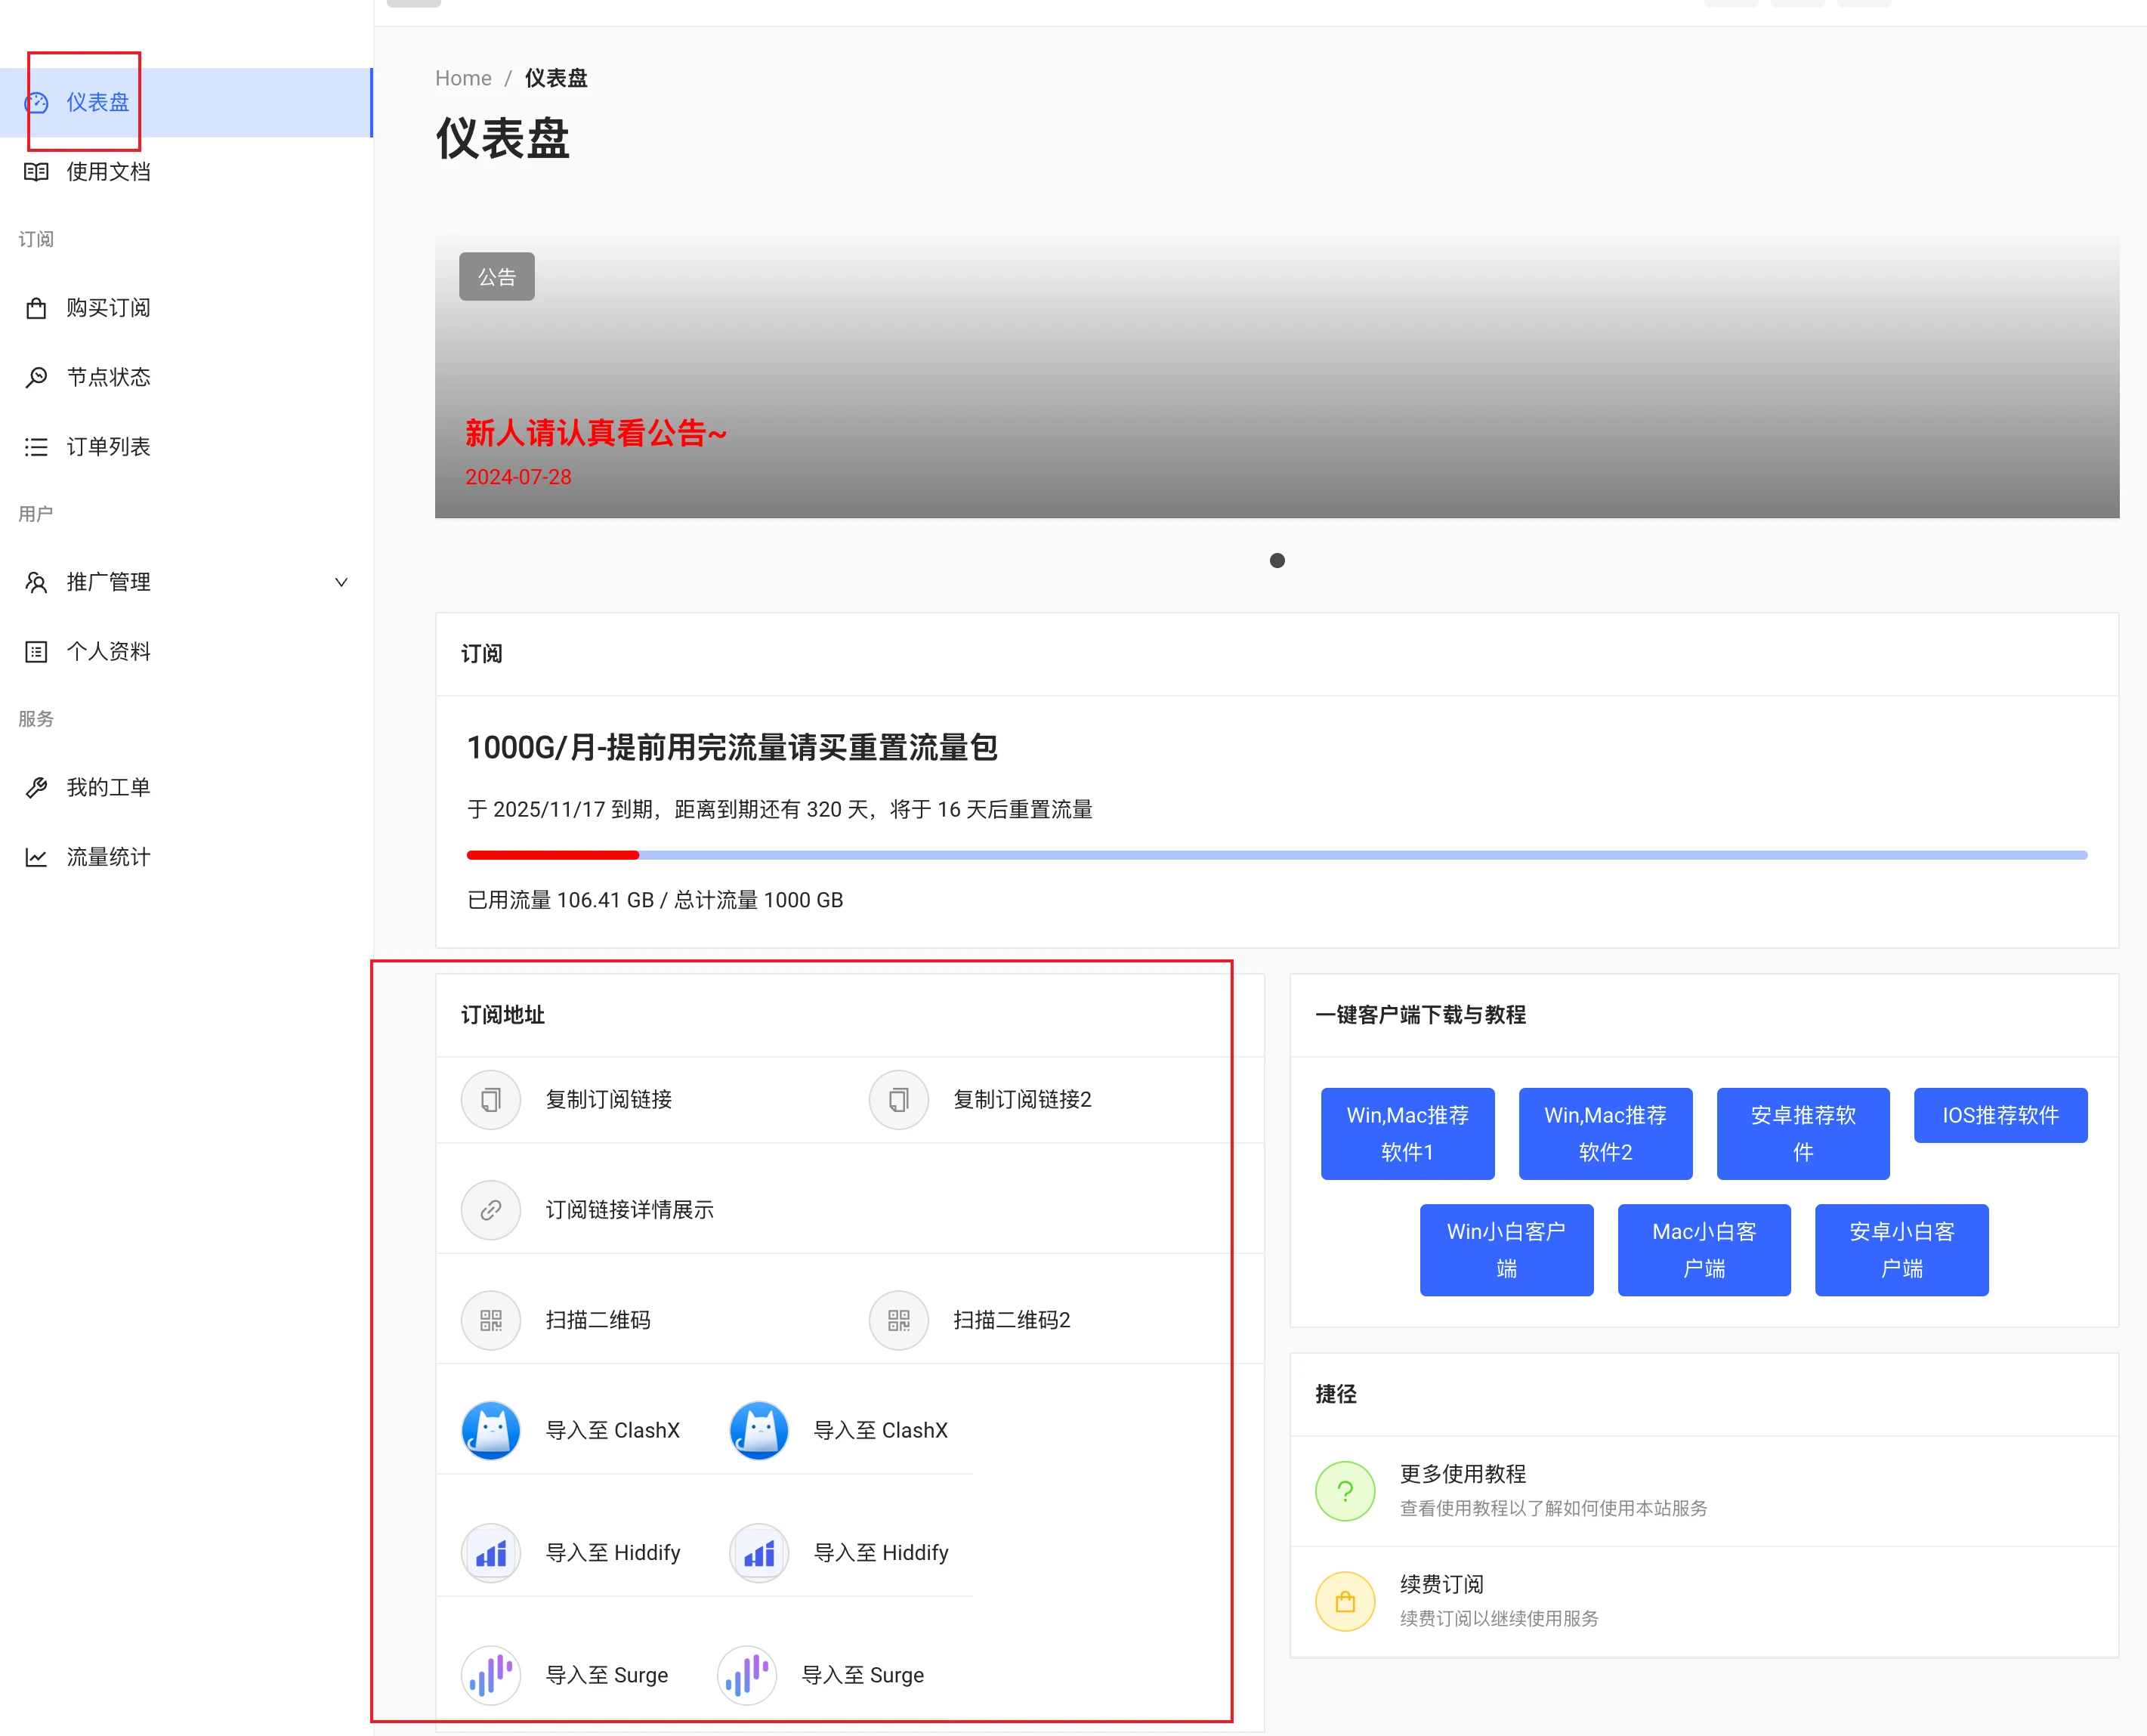 仪表盘
使用文档
订阅
购买订阅
节点状态
订单列表
用户
推广管理
个人资料
服务
我的工单
流量统计
Home / 仪表盘
仪表盘
公告
新人请认真看公告~
2024-07-28
订阅
1000G/月-提前用完流量请买重置流量包
于 2025/11/17 到期，距离到期还有 320 天，将于 16 天后重置流量
已用流量 106.41 GB / 总计流量 1000 GB
订阅地址
复制订阅链接 复制订阅链接2
订阅链接详情展示
扫描二维码 扫描二维码2
导入至 ClashX 导入至 ClashX
导入至 Hiddify 导入至 Hiddify
导入至 Surge 导入至 Surge
一键客户端下载与教程
Win,Mac推荐
软件1
Win,Mac推荐
软件2
安卓推荐软
件
IOS推荐软件
Win小白客户
端
Mac小白客
户端
安卓小白客
户端
捷径
更多使用教程
查看使用教程以了解如何使用本站服务
续费订阅
续费订阅以继续使用服务